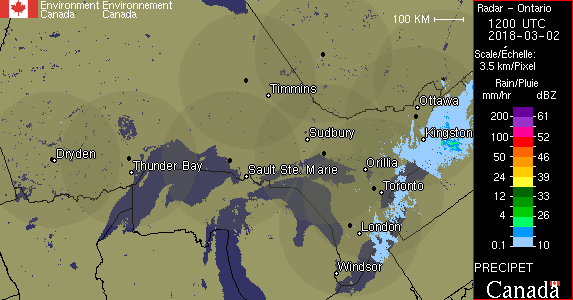 Environment Environnement
Canada Canada
100 KM
Timmins
Ottawa
Sudbury
Kingston
Dryden
Thunder Bay
Sault Ste. Marie
Orillia
Toronto
London
Windsor
Radar - Ontario
1200 UTC
2018-03-02
Scale/Échelle:
3.5 km/Pixel
Rain/Pluie
mm/hr dBZ
200 61
100 52
50 46
24 39
12 33
4 26
0.1 10
PRECIPET
Canada